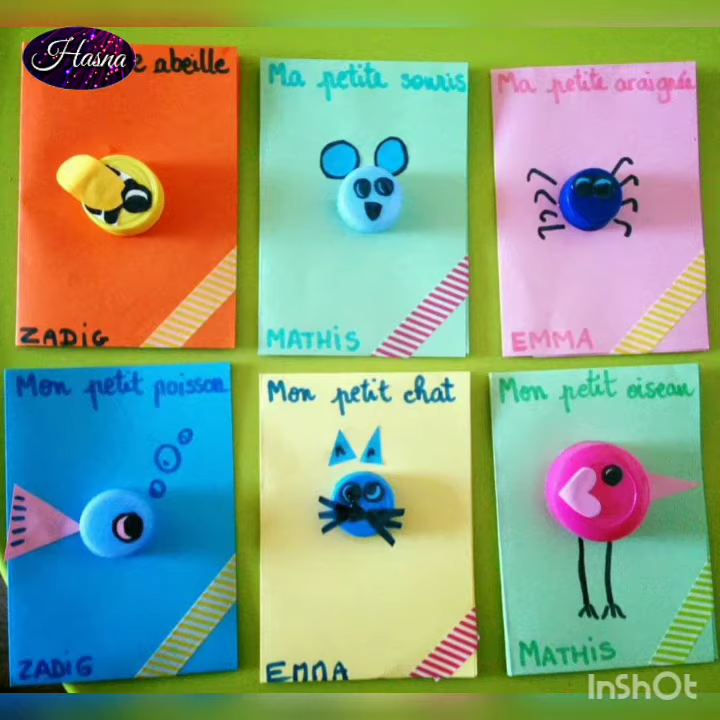 Hasna
abeille
Ma petite souris
Ma petite araignée
ZADIG
MATHIS
EMMA
Mon petit poisson
Mon petit chat
Mon petit oiseau
ZADIG
EMMA
MATHIS
InShOt